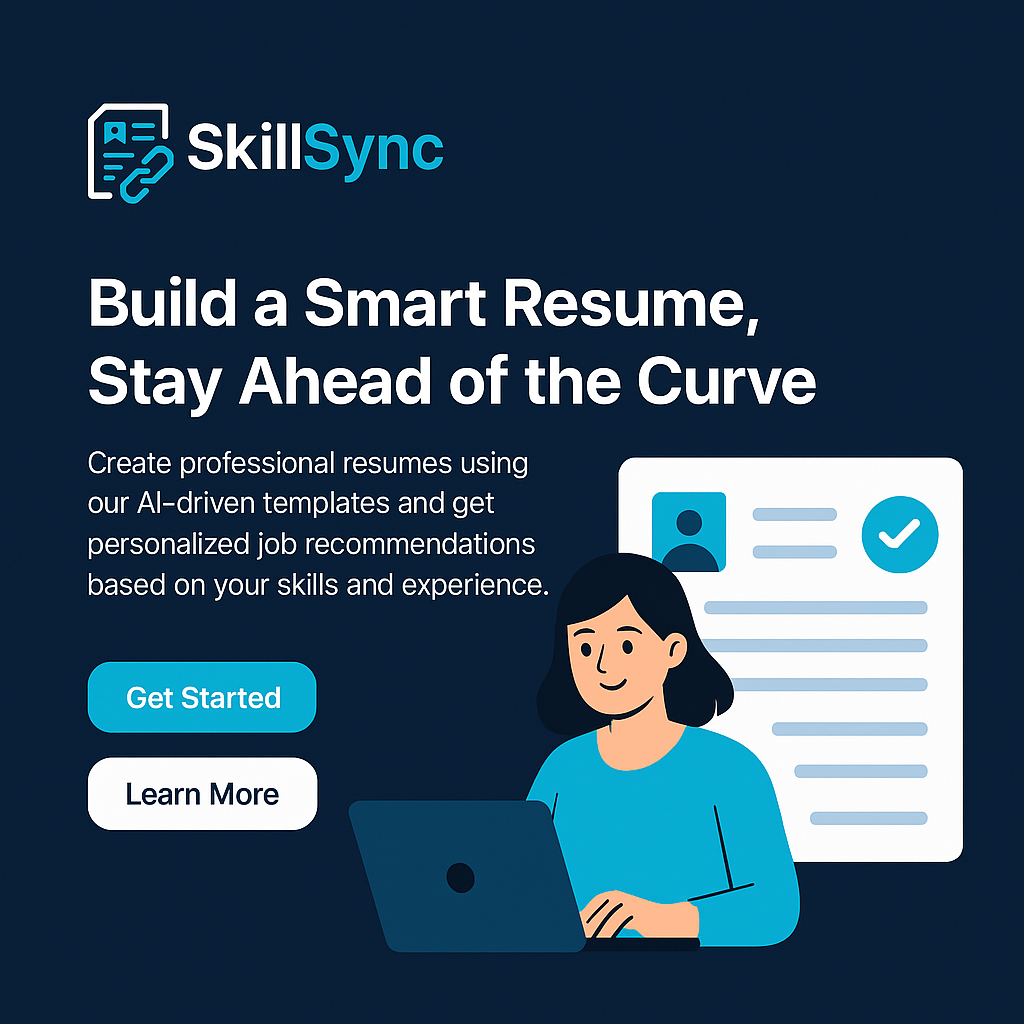 SkillSync
Build a Smart Resume,
Stay Ahead of the Curve
Create professional resumes using
our AI-driven templates and get
personalized job recommendations
based on your skills and experience.
Get Started
Learn More